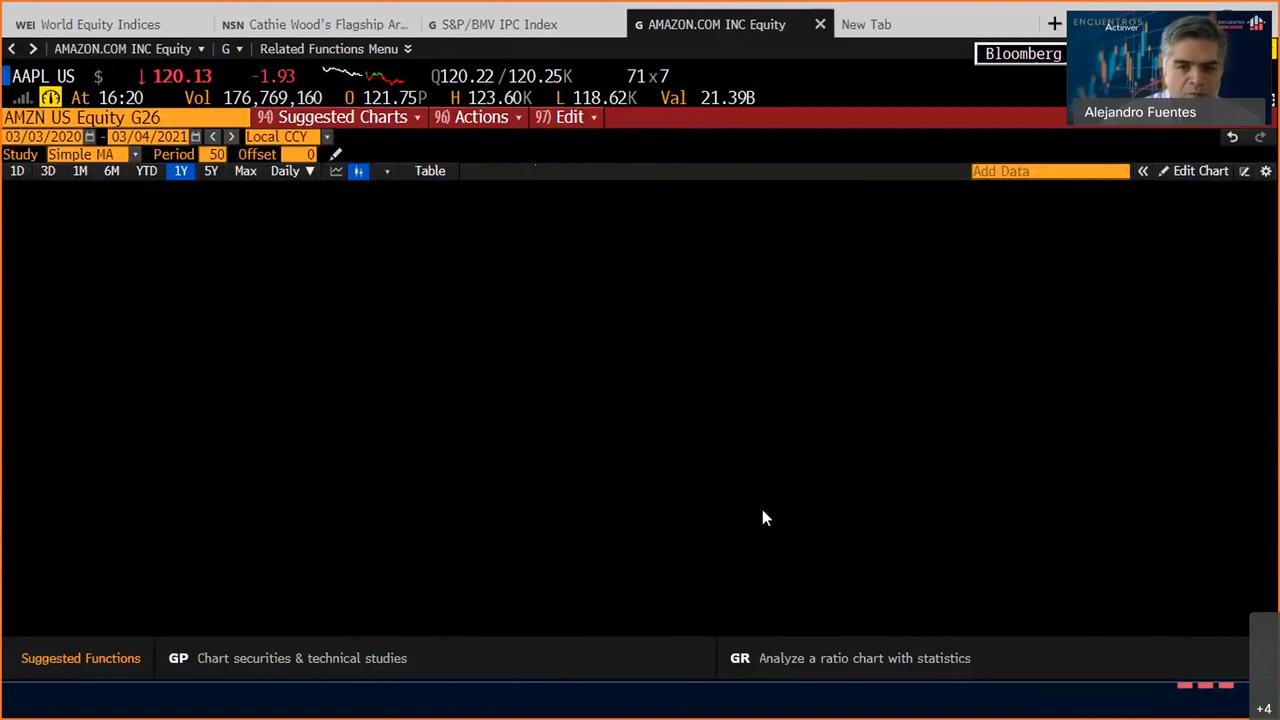 WEI World Equity Indices NSN Cathie Wood's Flagship Ar... G S&P/BMV IPC Index G AMAZON.COM INC Equity × New Tab +
< > AMAZON.COM INC Equity G Related Functions Menu
Bloomberg
ENCUENTROS
Actinver
Alejandro Fuentes
AAPL US $ ↓ 120.13 -1.93 Q120.22/120.25K 71x7
At 16:20 Vol 176,769,160 O 121.75P H 123.60K L 118.62K Val 21.39B
AMZN US Equity G26 94) Suggested Charts 96) Actions 97) Edit
03/03/2020 - 03/04/2021 < > Local CCY
Study Simple MA Period 50 Offset 0
1D 3D 1M 6M YTD 1Y 5Y Max Daily ▼ Table Add Data « Edit Chart
Suggested Functions GP Chart securities & technical studies GR Analyze a ratio chart with statistics
+4